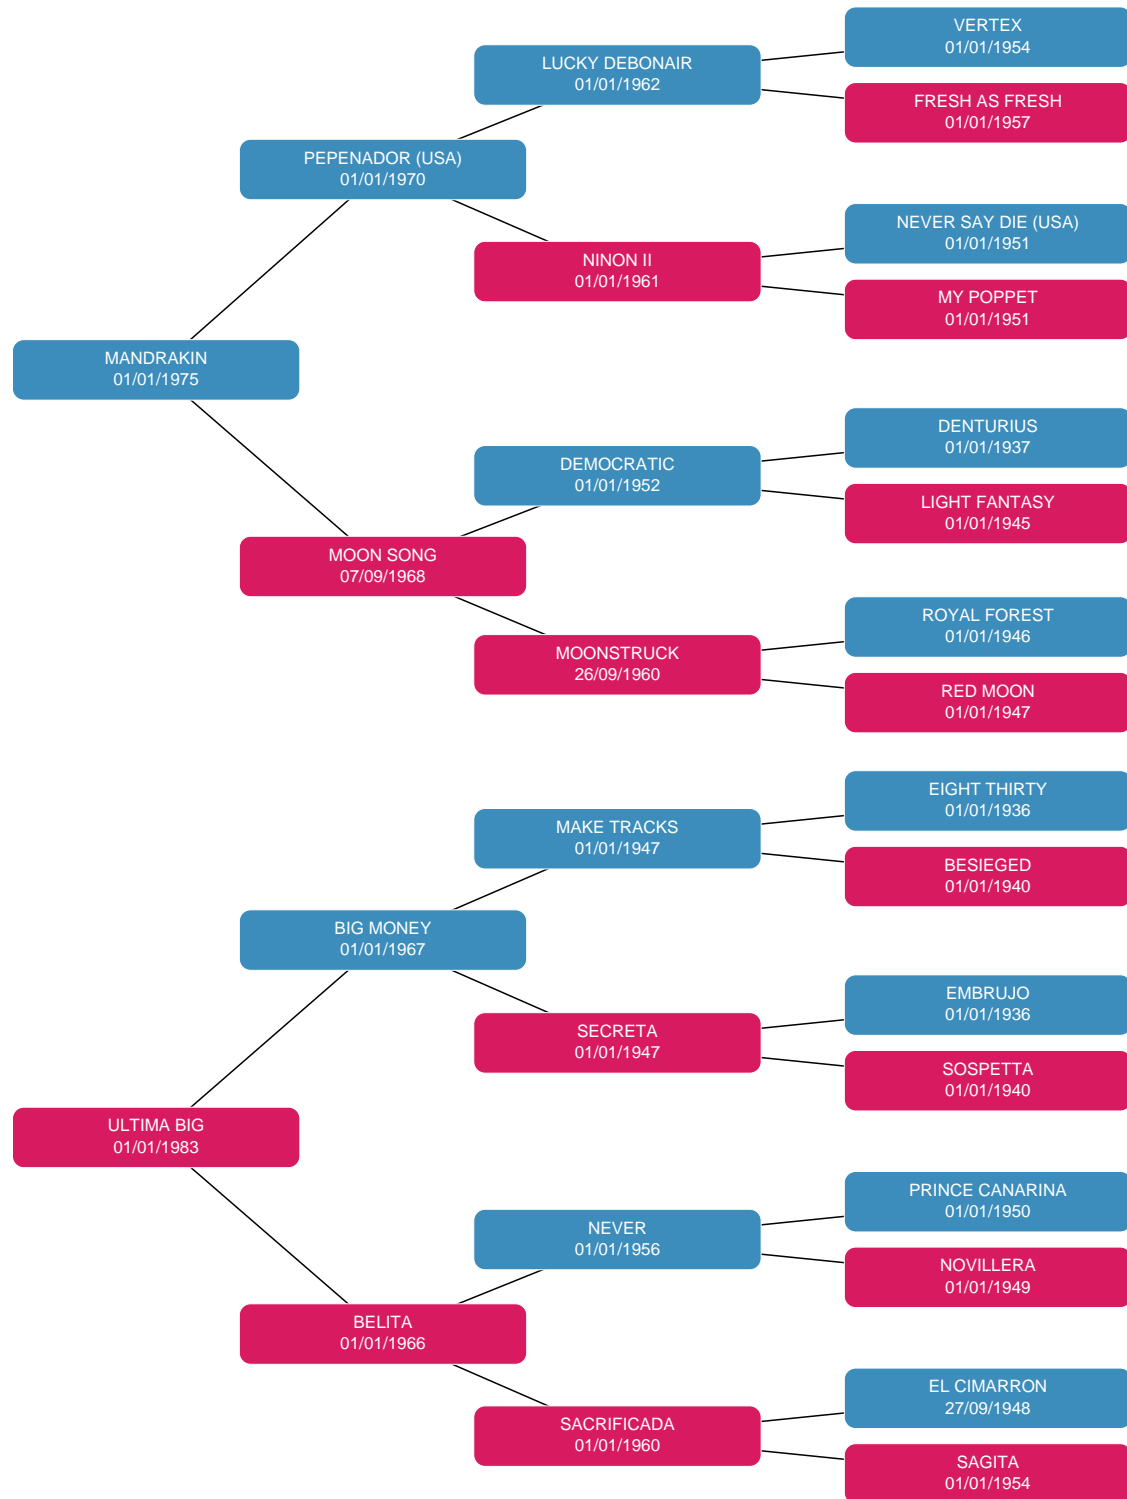 VERTEX
01/01/1954
LUCKY DEBONAIR
01/01/1962
FRESH AS FRESH
01/01/1957
PEPENADOR (USA)
01/01/1970
NEVER SAY DIE (USA)
01/01/1951
NINON II
01/01/1961
MY POPPET
01/01/1951
MANDRAKIN
01/01/1975
DENTURIUS
01/01/1937
DEMOCRATIC
01/01/1952
LIGHT FANTASY
01/01/1945
MOON SONG
07/09/1968
ROYAL FOREST
01/01/1946
MOONSTRUCK
26/09/1960
RED MOON
01/01/1947
EIGHT THIRTY
01/01/1936
MAKE TRACKS
01/01/1947
BESIEGED
01/01/1940
BIG MONEY
01/01/1967
EMBRUJO
01/01/1936
SECRETA
01/01/1947
SOSPETTA
01/01/1940
ULTIMA BIG
01/01/1983
PRINCE CANARINA
01/01/1950
NEVER
01/01/1956
NOVILLERA
01/01/1949
BELITA
01/01/1966
EL CIMARRON
27/09/1948
SACRIFICADA
01/01/1960
SAGITA
01/01/1954